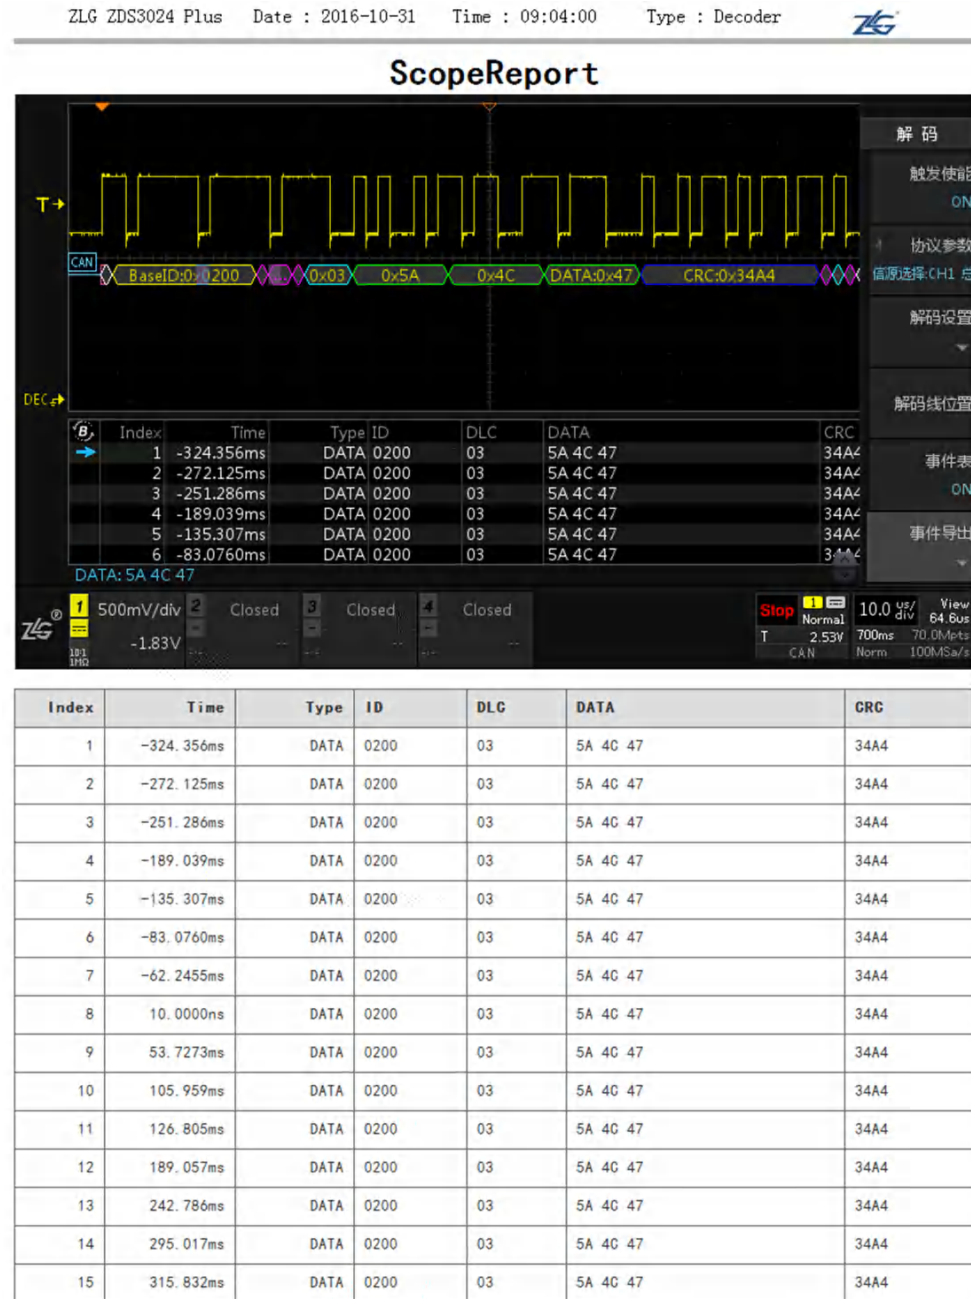 ZLG ZDS3024 Plus Date : 2016-10-31 Time : 09:04:00 Type : Decoder ZLG
ScopeReport
解 码
触发使能
ON
T
协议参数
CAN
信源选择:CH1
BaseID:0x0200 0x03 0x5A 0x4C DATA:0x47 CRC:0x34A4
解码设置
DEC
解码线位置
B Index Time Type ID DLC DATA CRC
1 -324.356ms DATA 0200 03 5A 4C 47 34A4
2 -272.125ms DATA 0200 03 5A 4C 47 34A4
事件表
3 -251.286ms DATA 0200 03 5A 4C 47 34A4
ON
4 -189.039ms DATA 0200 03 5A 4C 47 34A4
5 -135.307ms DATA 0200 03 5A 4C 47 34A4
事件导出
6 -83.0760ms DATA 0200 03 5A 4C 47 34A4
DATA: 5A 4C 47
ZLG® 1 500mV/div 2 Closed 3 Closed 4 Closed Stop 1 Normal 10.0 us/div View 64.6us
-1.83V -- -- -- T 2.53V 700ms 70.0Mpts
10:1 1MΩ CAN Norm 100MSa/s
Index Time Type ID DLC DATA CRC
1 -324.356ms DATA 0200 03 5A 4C 47 34A4
2 -272.125ms DATA 0200 03 5A 4C 47 34A4
3 -251.286ms DATA 0200 03 5A 4C 47 34A4
4 -189.039ms DATA 0200 03 5A 4C 47 34A4
5 -135.307ms DATA 0200 03 5A 4C 47 34A4
6 -83.0760ms DATA 0200 03 5A 4C 47 34A4
7 -62.2455ms DATA 0200 03 5A 4C 47 34A4
8 10.0000ns DATA 0200 03 5A 4C 47 34A4
9 53.7273ms DATA 0200 03 5A 4C 47 34A4
10 105.959ms DATA 0200 03 5A 4C 47 34A4
11 126.805ms DATA 0200 03 5A 4C 47 34A4
12 189.057ms DATA 0200 03 5A 4C 47 34A4
13 242.786ms DATA 0200 03 5A 4C 47 34A4
14 295.017ms DATA 0200 03 5A 4C 47 34A4
15 315.832ms DATA 0200 03 5A 4C 47 34A4